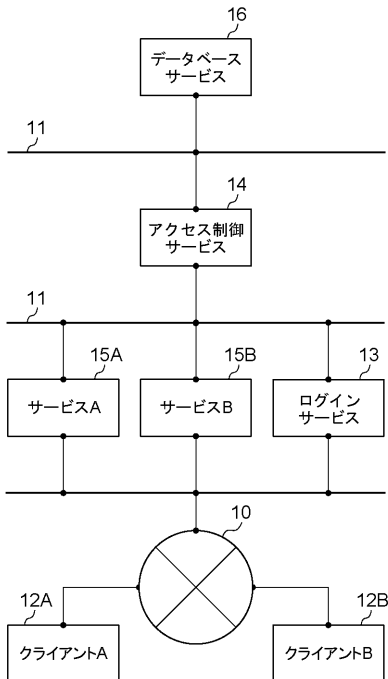 16
データベース
サービス
11
14
アクセス制御
サービス
11
15A
15B
13
サービスA
サービスB
ログイン
サービス
10
12A
12B
クライアントA
クライアントB